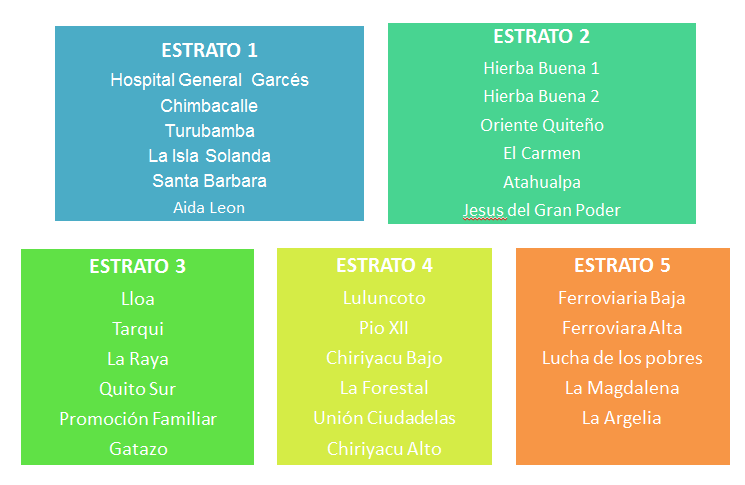 ESTRATO 1
Hospital General Garcés
Chimbacalle
Turubamba
La Isla Solanda
Santa Barbara
Aida Leon
ESTRATO 2
Hierba Buena 1
Hierba Buena 2
Oriente Quiteño
El Carmen
Atahualpa
Jesus del Gran Poder
ESTRATO 3
Lloa
Tarqui
La Raya
Quito Sur
Promoción Familiar
Gatazo
ESTRATO 4
Luluncoto
Pio XII
Chiriyacu Bajo
La Forestal
Unión Ciudadelas
Chiriyacu Alto
ESTRATO 5
Ferroviaria Baja
Ferroviara Alta
Lucha de los pobres
La Magdalena
La Argelia